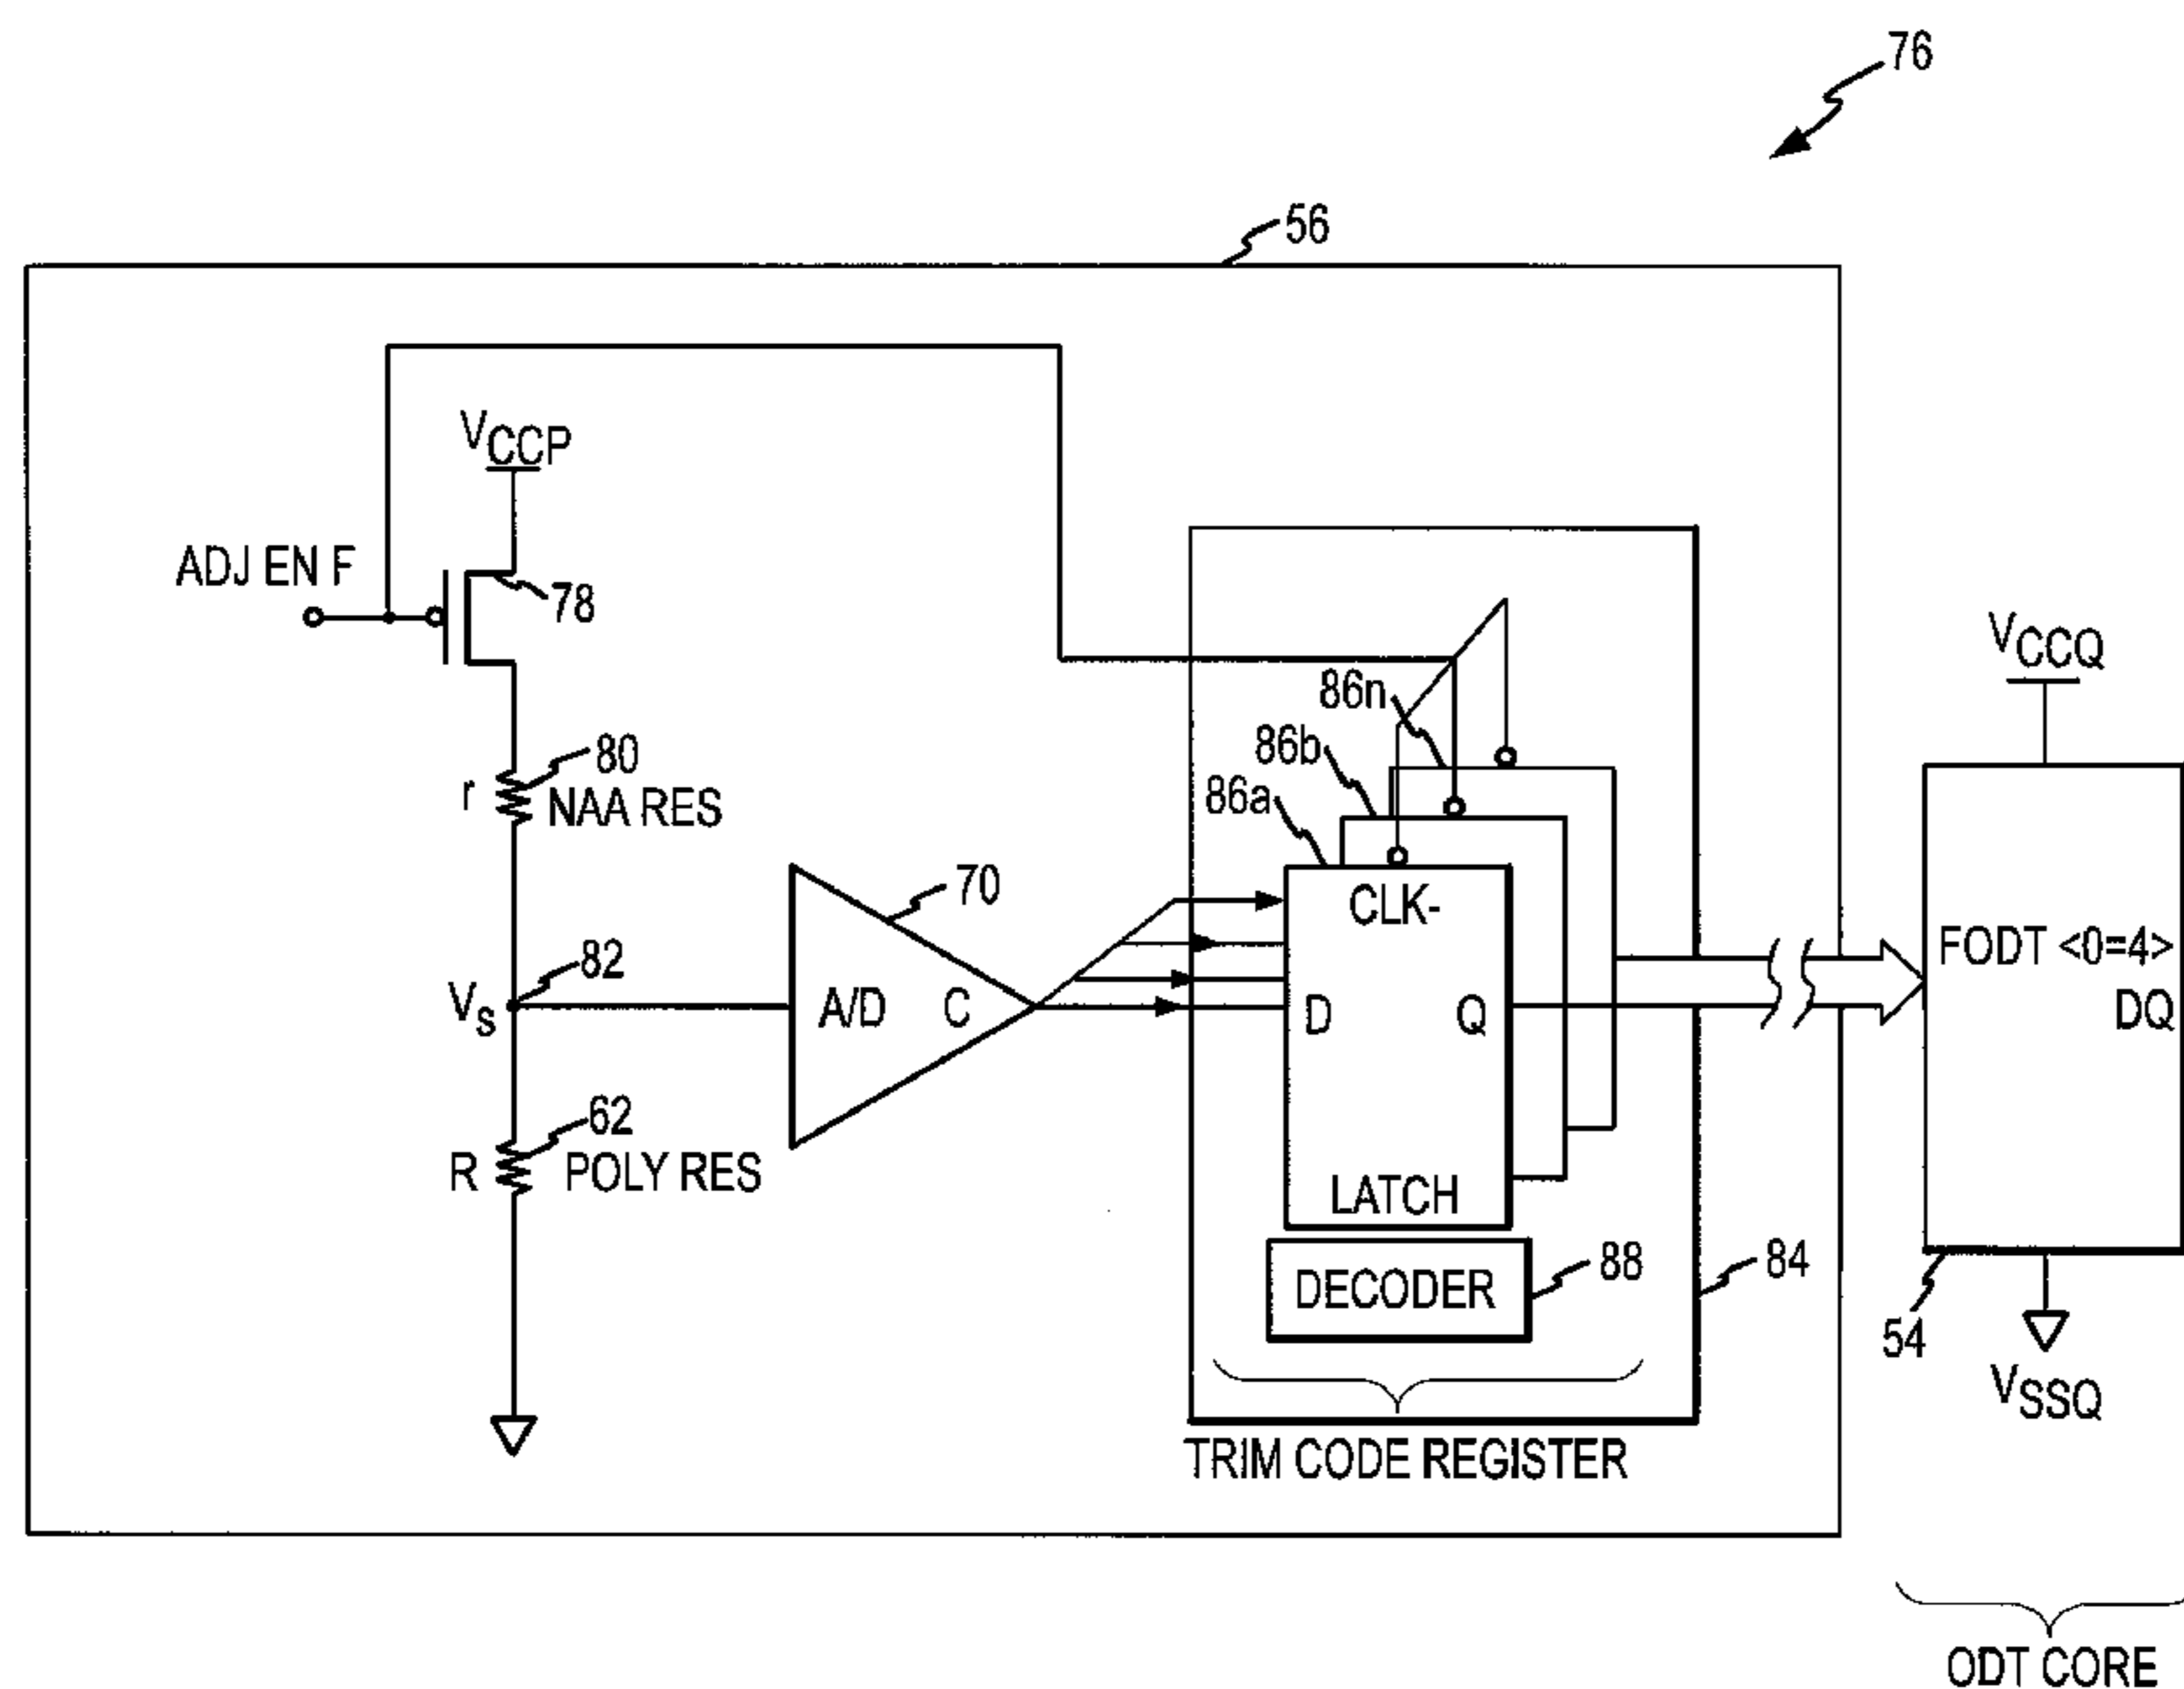 76
56
VCCP
ADJ EN F
78
VCCQ
86n
86b
80
r
NAA RES
86a
70
CLK-
82
FODT <0=4>
VS
A/D C
D
Q
DQ
62
R
POLY RES
LATCH
88
84
DECODER
54
VSSQ
TRIM CODE REGISTER
ODT CORE